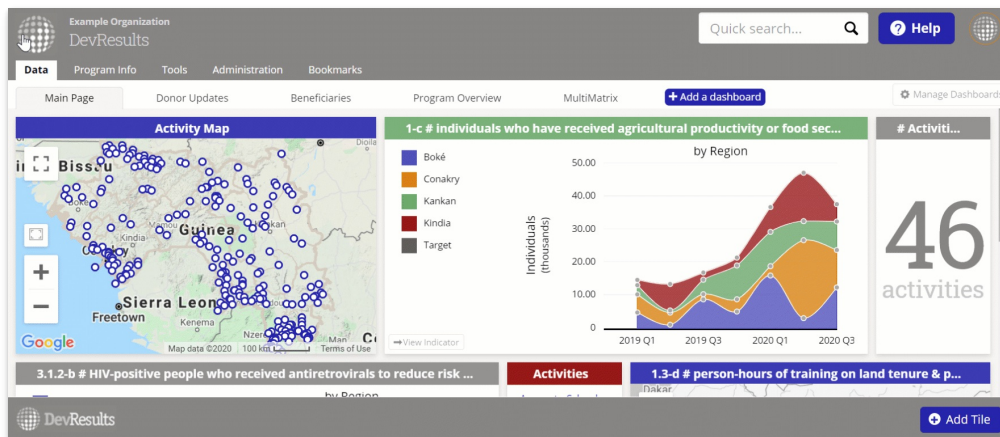 Example Organization
DevResults
Quick search...
Help
Data
Program Info
Tools
Administration
Bookmarks
Main Page
Donor Updates
Beneficiaries
Program Overview
MultiMatrix
Add a dashboard
Manage Dashboards
Activity Map
Bissau
Boke
Mamou
Guinea
Kankan
Kindia
Sierra Leon
Freetown
Kenema
Man
Google
Map data ©2020
100 km
Terms of Use
1-c # individuals who have received agricultural productivity or food sec...
by Region
Boké
Conakry
Kankan
Kindia
Target
Individuals
(thousands)
50.00
40.00
30.00
20.00
10.00
0
2019 Q1
2019 Q3
2020 Q1
2020 Q3
View Indicator
# Activiti...
46
activities
3.1.2-b # HIV-positive people who received antiretrovirals to reduce risk ...
by Region
Activities
1.3-d # person-hours of training on land tenure & p...
Dakar
DevResults
Add Tile